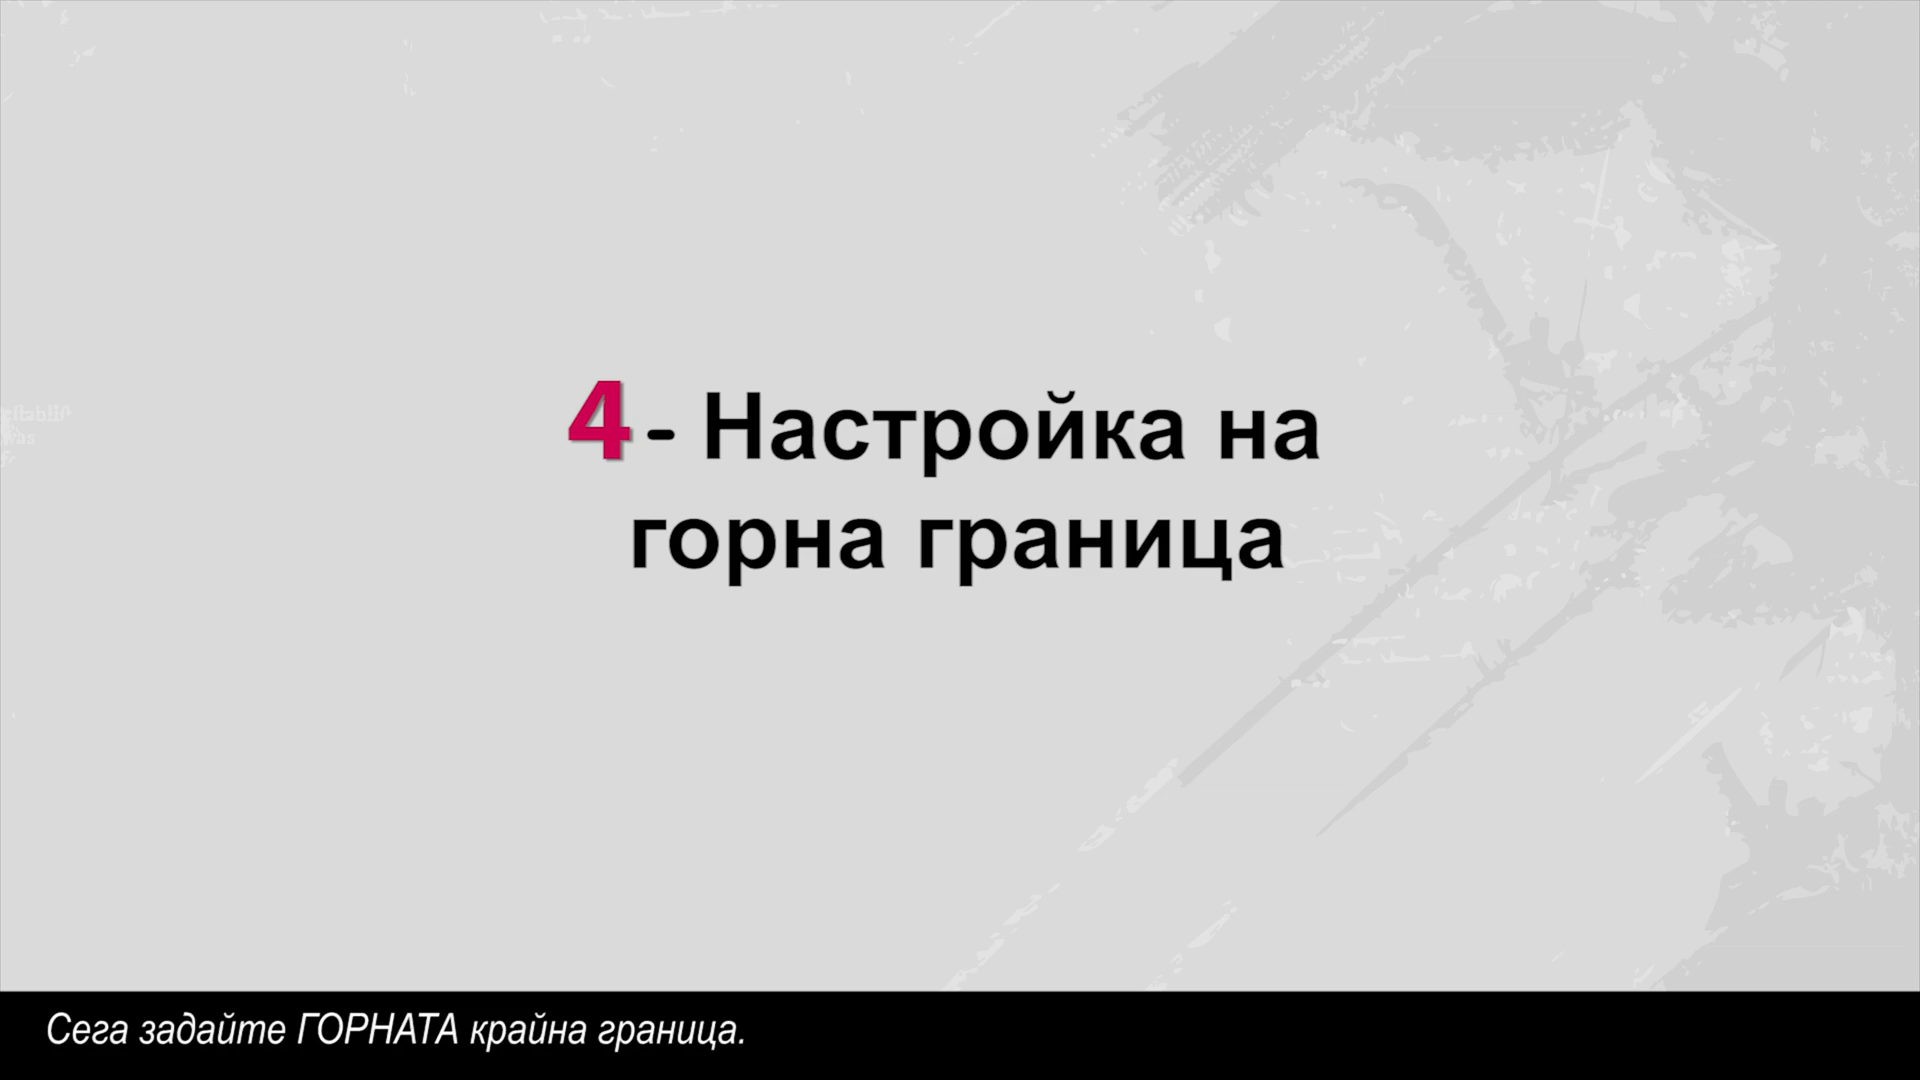 4 - Настройка на
горна граница
Сега задайте ГОРНАТА крайна граница.